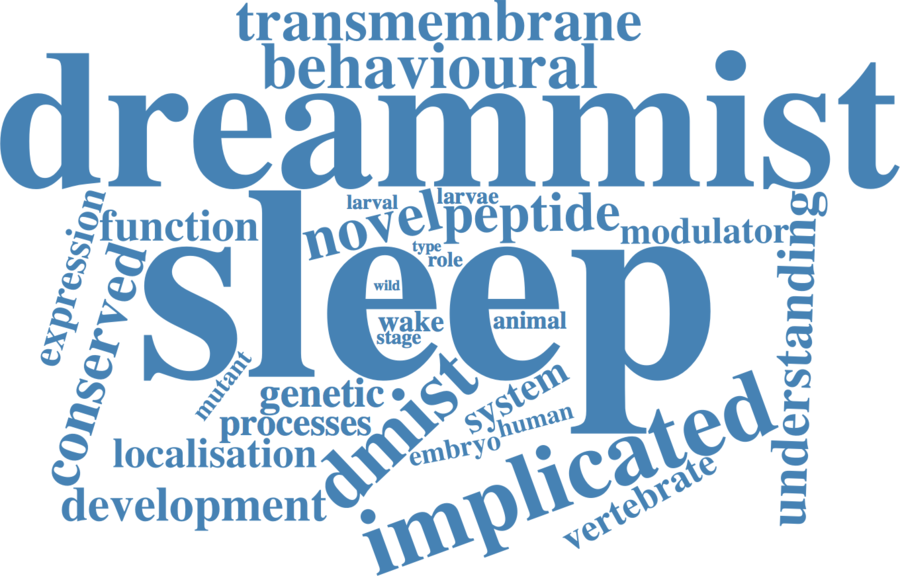 transmembrane
behavioural
dreammist
expression
function
novel
larval
larvae
peptide
modulator
understanding
type
role
conserved
sleep
wild
wake
stage
animal
mutant
genetic
processes
localisation
development
dmist
system
human
embryo
implicated
vertebrate